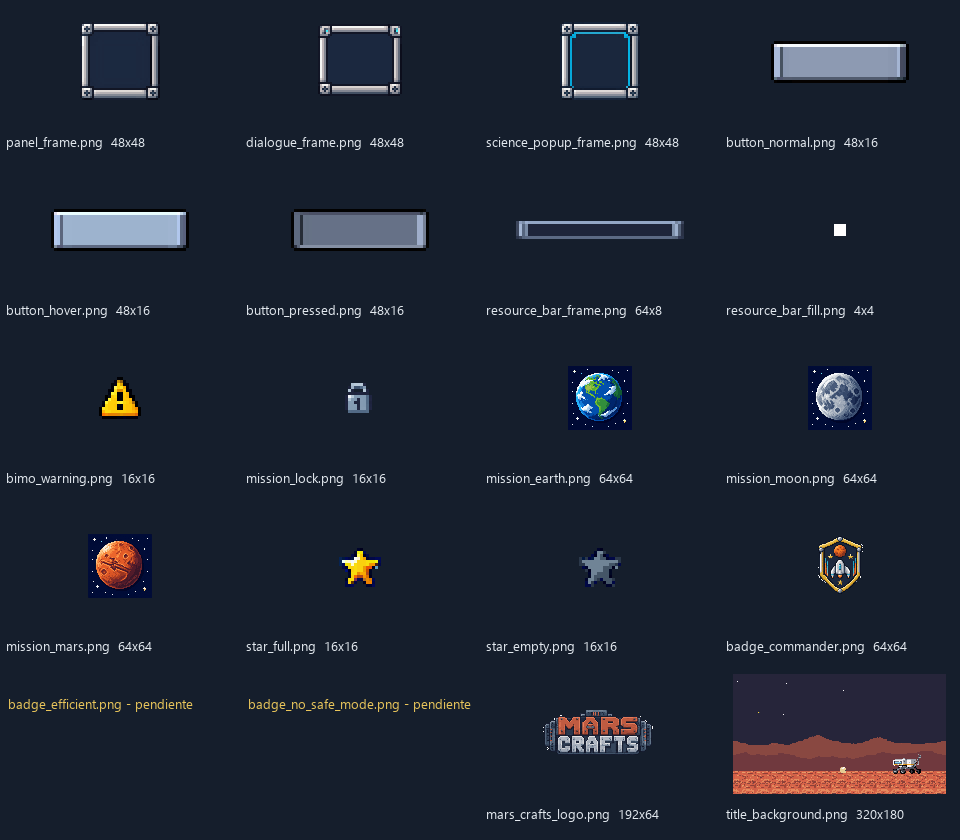 panel_frame.png 48x48
dialogue_frame.png 48x48
science_popup_frame.png 48x48
button_normal.png 48x16
button_hover.png 48x16
button_pressed.png 48x16
resource_bar_frame.png 64x8
resource_bar_fill.png 4x4
bimo_warning.png 16x16
mission_lock.png 16x16
mission_earth.png 64x64
mission_moon.png 64x64
mission_mars.png 64x64
star_full.png 16x16
star_empty.png 16x16
badge_commander.png 64x64
badge_efficient.png - pendiente
badge_no_safe_mode.png - pendiente
MARS
CRAFTS
mars_crafts_logo.png 192x64
title_background.png 320x180